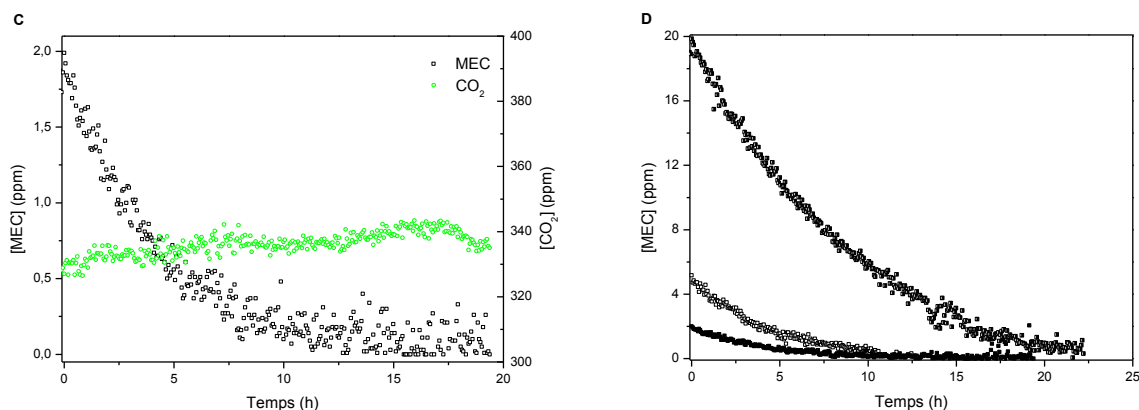 C
2,0
1,5
1,0
0,5
0,0
[MEC] (ppm)
0 5 10 15 20
Temps (h)
400
380
360
340
320
300
[CO2] (ppm)
MEC
CO2
D
20
16
12
8
4
0
[MEC] (ppm)
0 5 10 15 20 25
Temps (h)